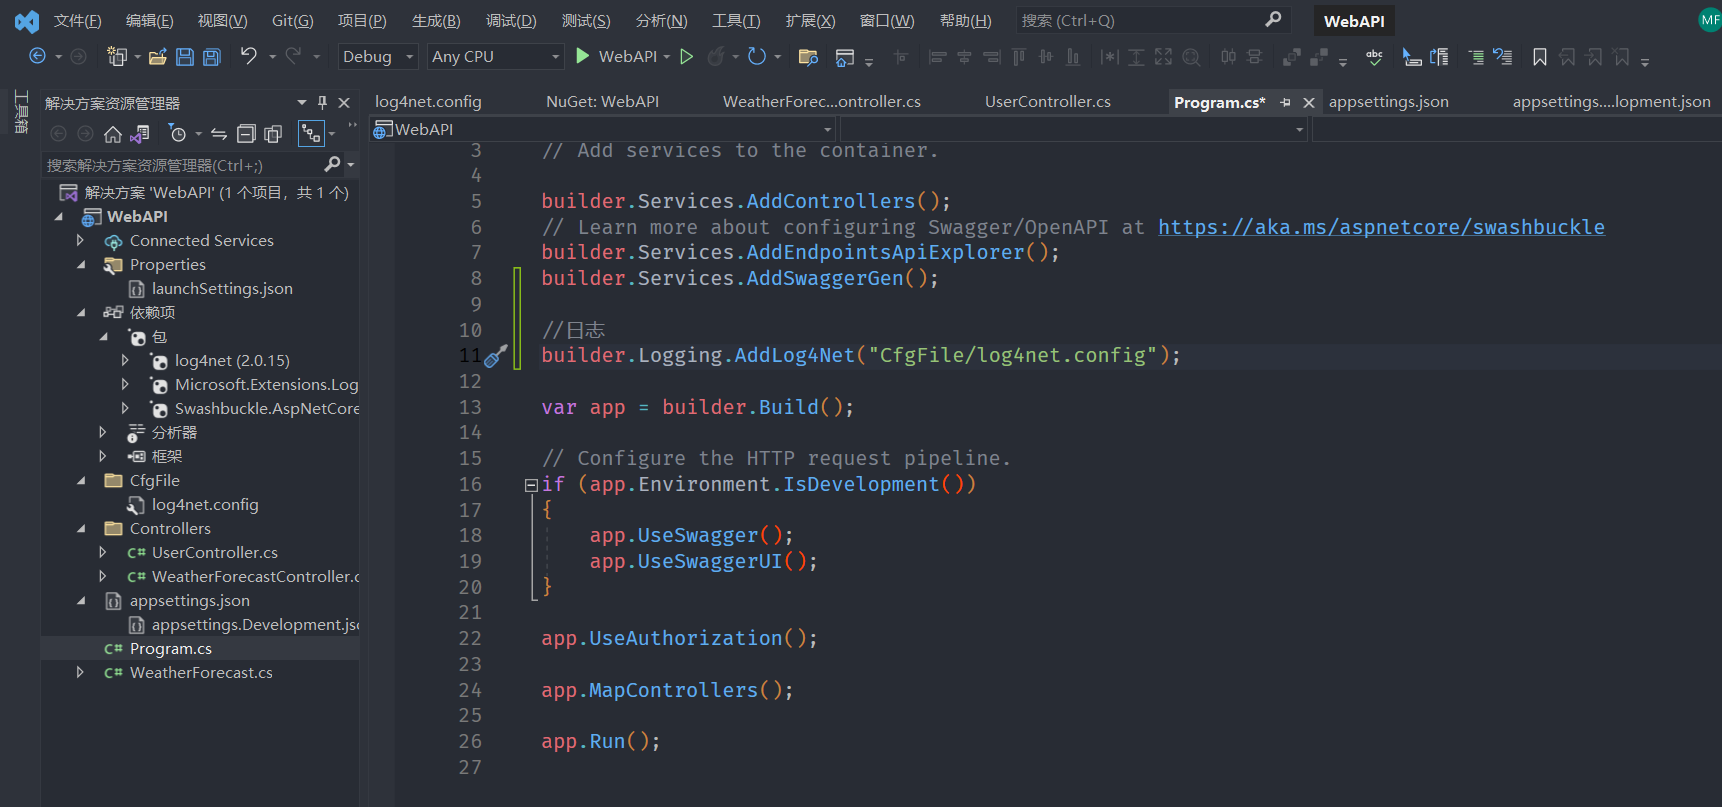 文件(F) 编辑(E) 视图(V) Git(G) 项目(P) 生成(B) 调试(D) 测试(S) 分析(N) 工具(T) 扩展(X) 窗口(W) 帮助(H) 搜索 (Ctrl+Q) WebAPI MF
Debug Any CPU WebAPI abc
工具箱
解决方案资源管理器
搜索解决方案资源管理器(Ctrl+;)
解决方案 'WebAPI' (1 个项目，共 1 个)
WebAPI
Connected Services
Properties
launchSettings.json
依赖项
包
log4net (2.0.15)
Microsoft.Extensions.Log
Swashbuckle.AspNetCore
分析器
框架
CfgFile
log4net.config
Controllers
C# UserController.cs
C# WeatherForecastController.c
appsettings.json
appsettings.Development.jso
C# Program.cs
C# WeatherForecast.cs
log4net.config NuGet: WebAPI WeatherForec...ontroller.cs UserController.cs Program.cs* appsettings.json appsettings....lopment.json
WebAPI
3 // Add services to the container.
4
5 builder.Services.AddControllers();
6 // Learn more about configuring Swagger/OpenAPI at https://aka.ms/aspnetcore/swashbuckle
7 builder.Services.AddEndpointsApiExplorer();
8 builder.Services.AddSwaggerGen();
9
10 //日志
11 builder.Logging.AddLog4Net("CfgFile/log4net.config");
12
13 var app = builder.Build();
14
15 // Configure the HTTP request pipeline.
16 if (app.Environment.IsDevelopment())
17 {
18 app.UseSwagger();
19 app.UseSwaggerUI();
20 }
21
22 app.UseAuthorization();
23
24 app.MapControllers();
25
26 app.Run();
27